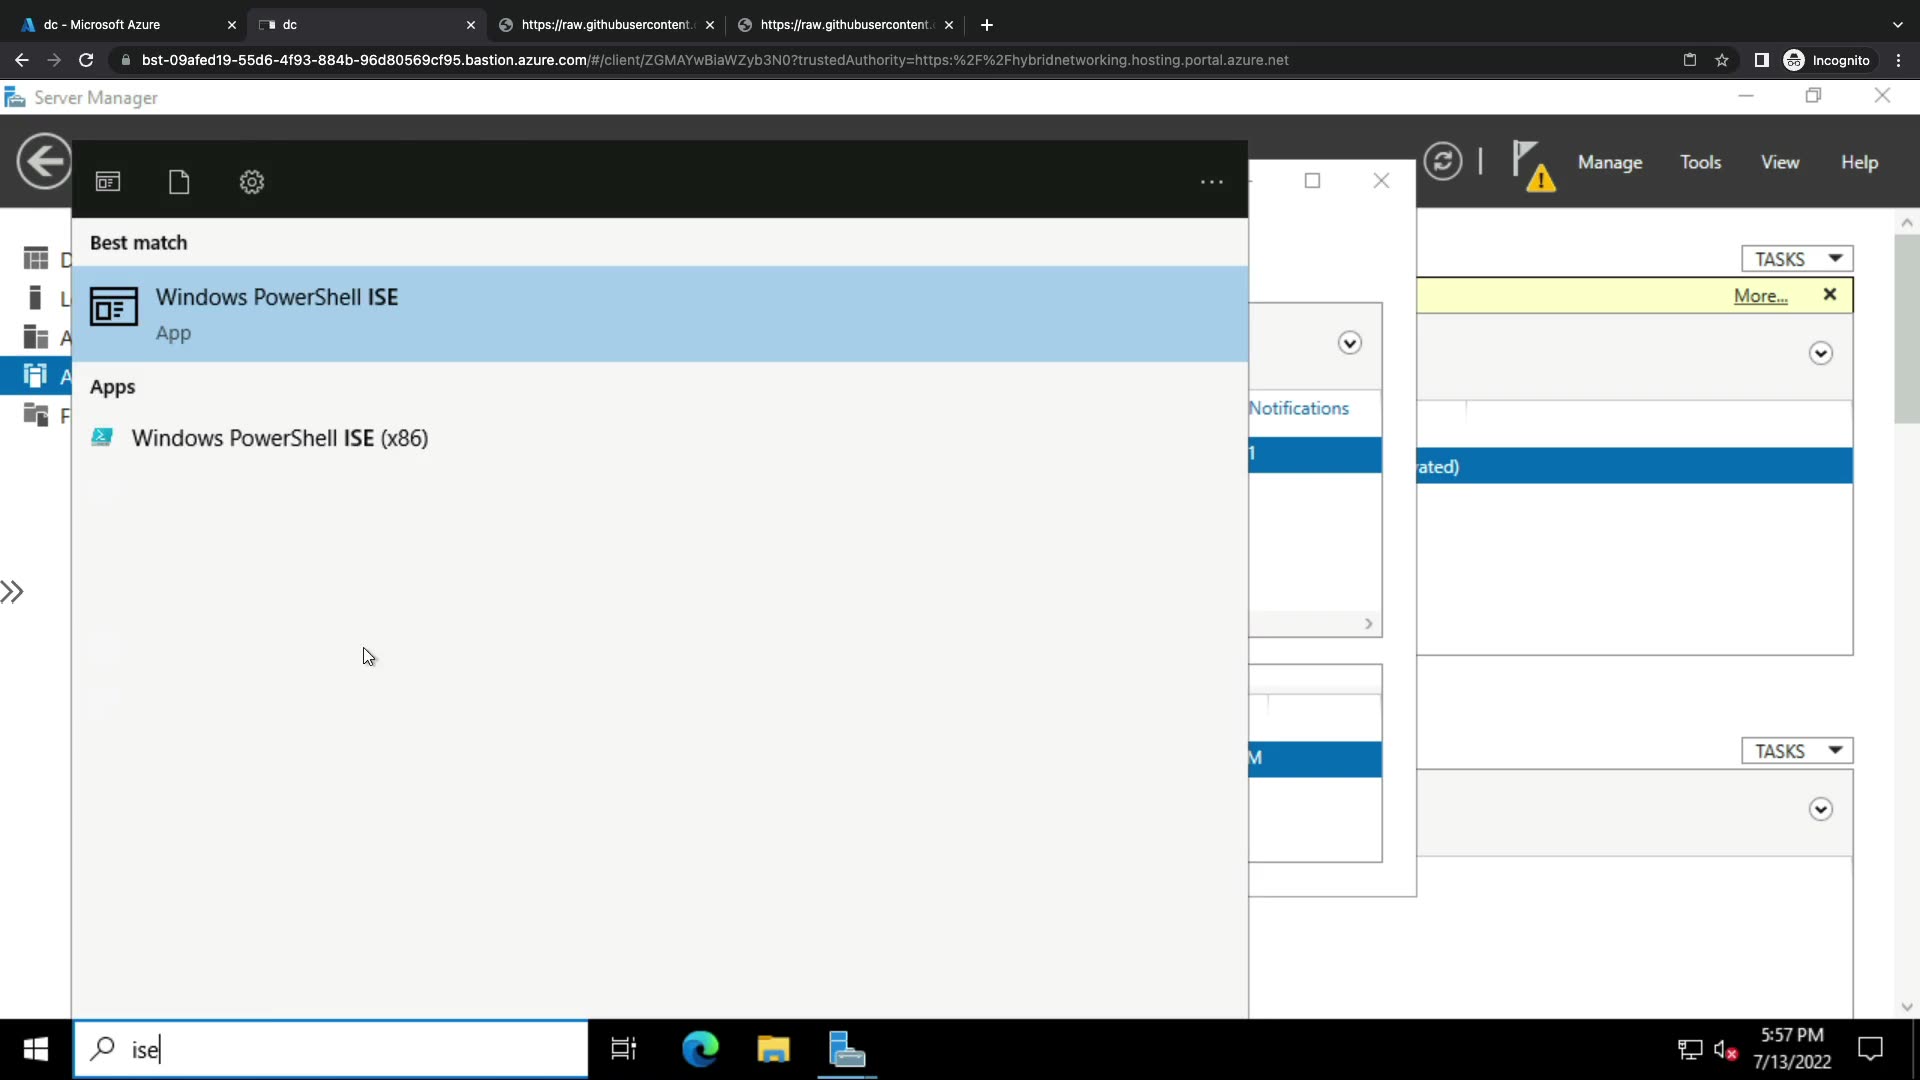 dc - Microsoft Azure
dc
https://raw.githubusercontent.
https://raw.githubusercontent.
bst-09afed19-55d6-4f93-884b-96d80569cf95.bastion.azure.com/#/client/ZGMAYwBiaWZyb3N0?trustedAuthority=https:%2F%2Fhybridnetworking.hosting.portal.azure.net
Incognito
Server Manager
Manage
Tools
View
Help
Best match
Windows PowerShell ISE
App
Apps
Windows PowerShell ISE (x86)
D
L
A
A
F
Notifications
1
M
TASKS
More...
ated)
TASKS
ise
5:57 PM
7/13/2022